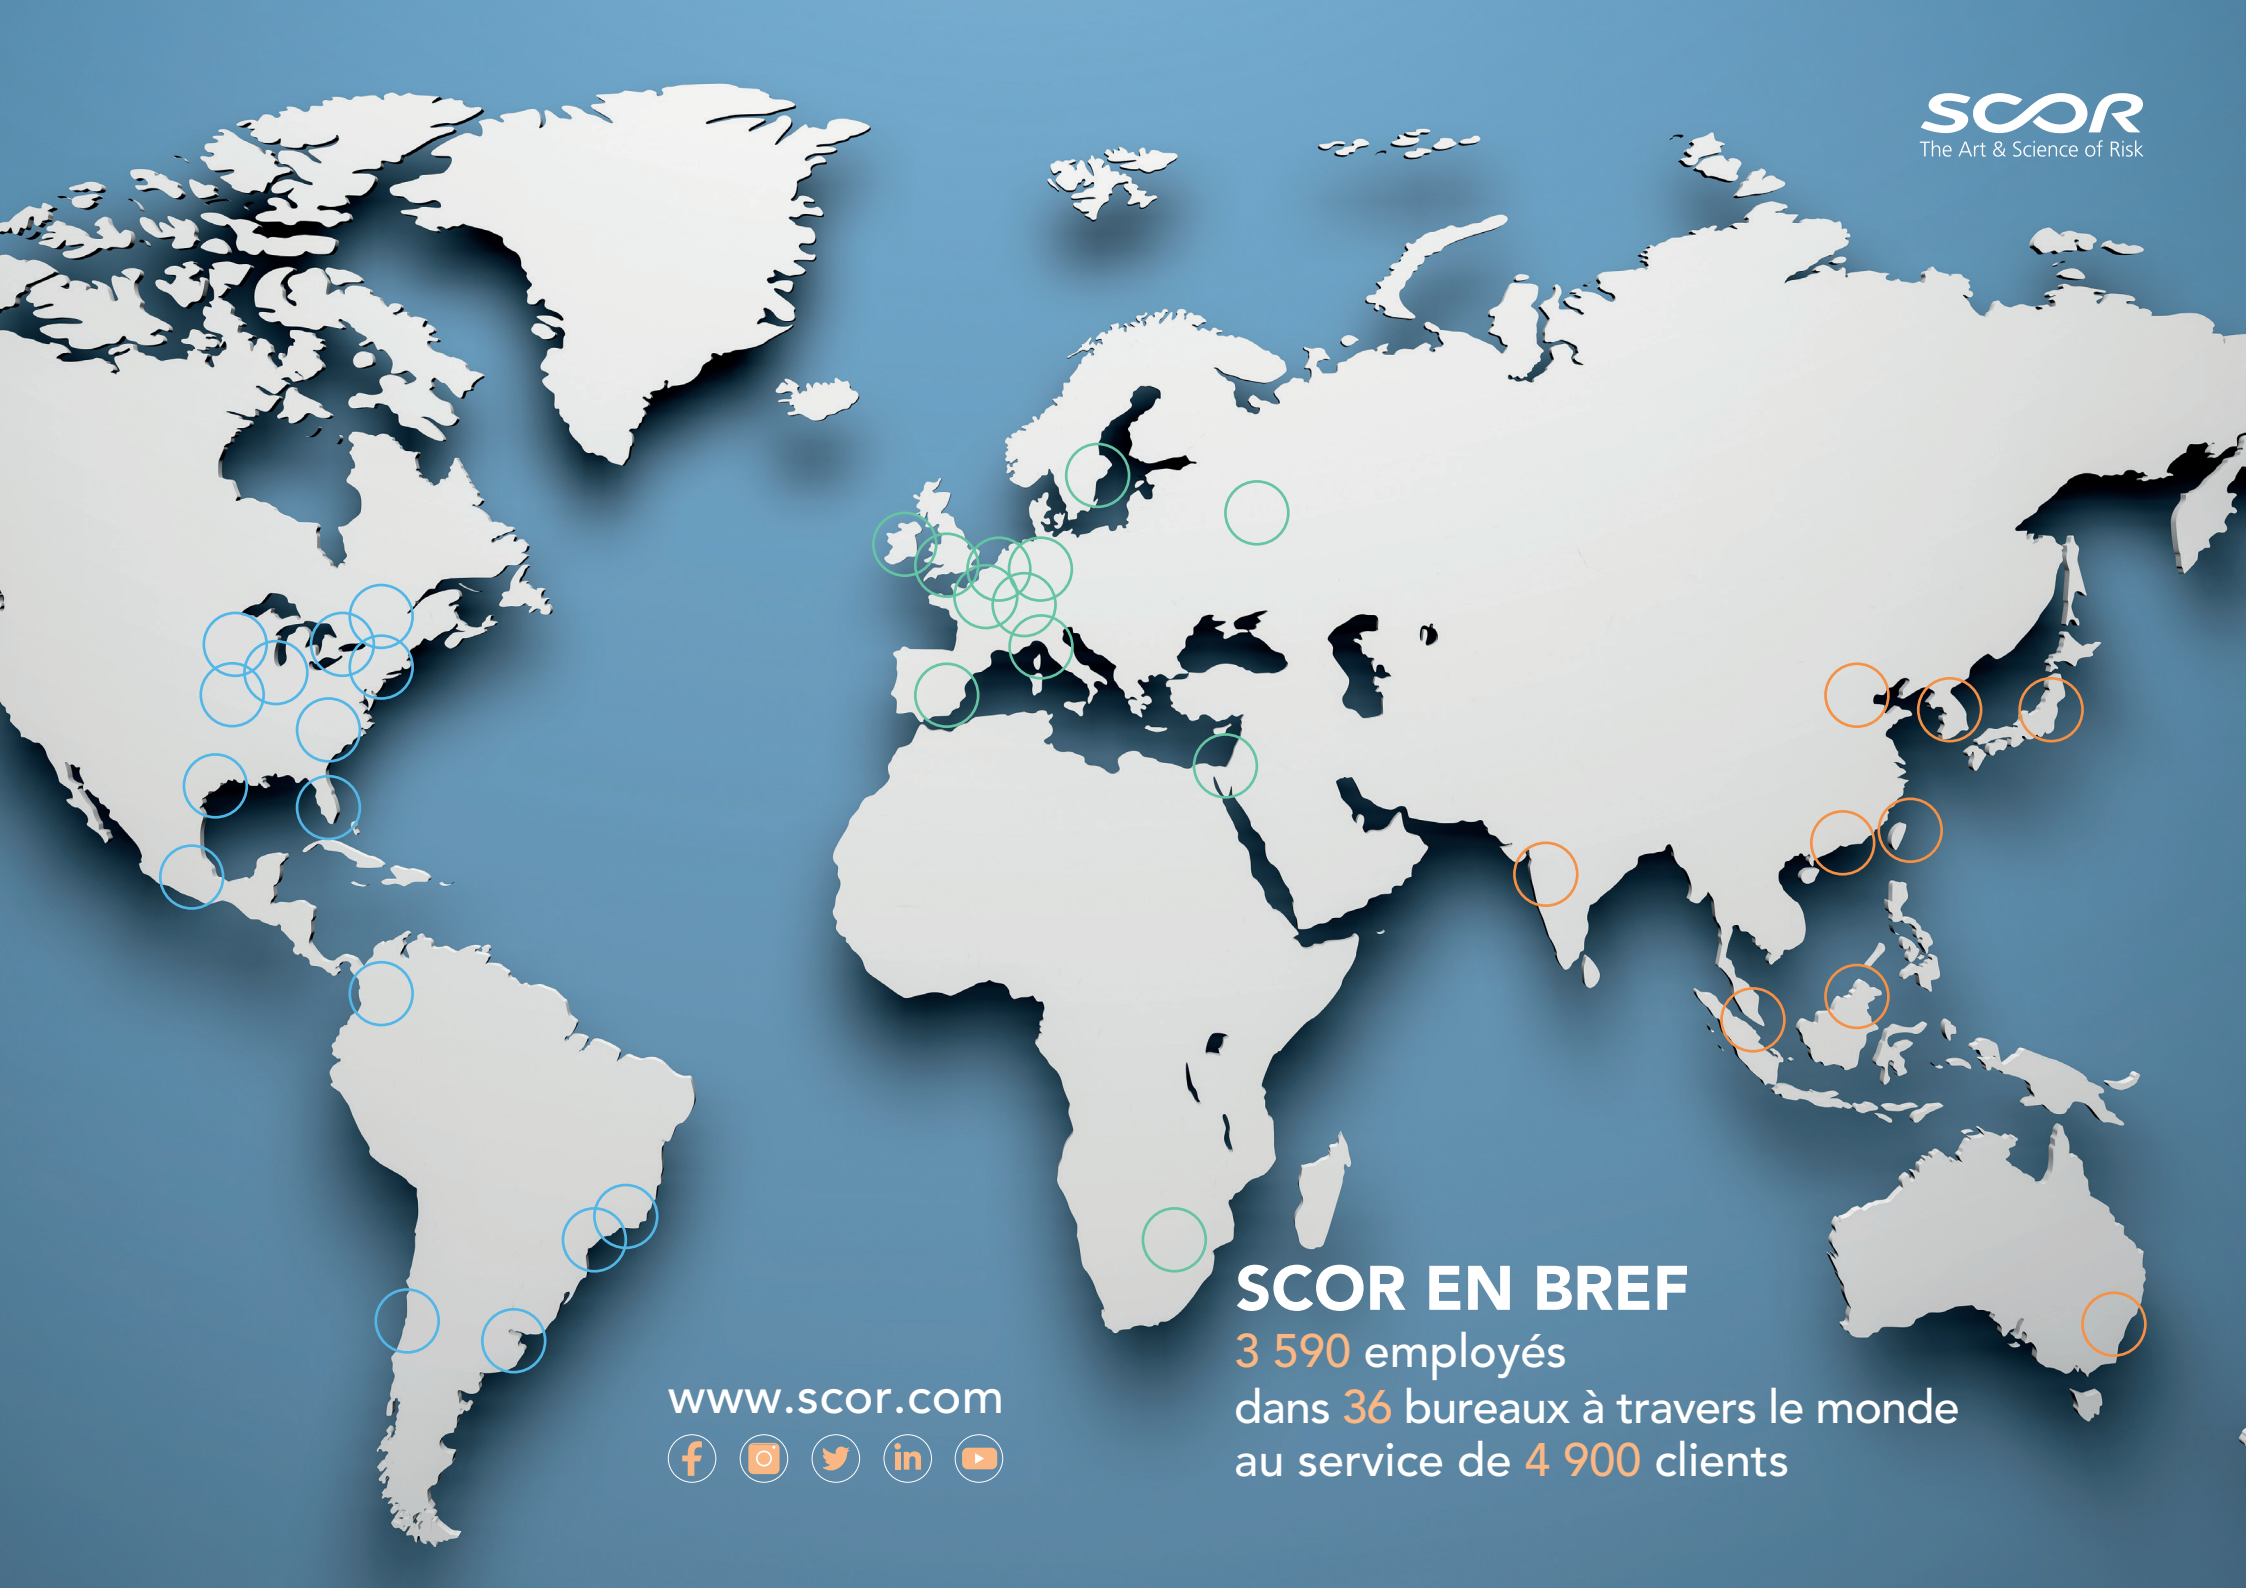 SCOR
The Art & Science of Risk
SCOR EN BREF
3 590 employés
dans 36 bureaux à travers le monde
au service de 4 900 clients
www.scor.com